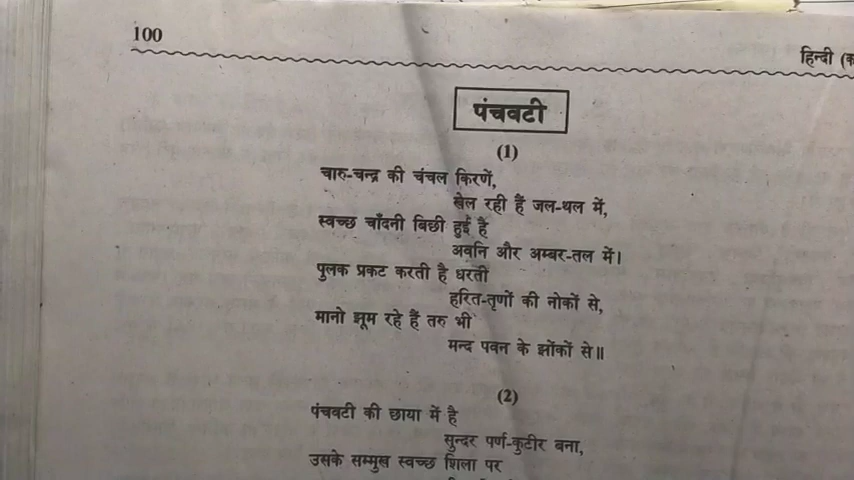 100
हिन्दी (क
पंचवटी
(1)
चारु-चन्द्र की चंचल किरणें,
खेल रही हैं जल-थल में,
स्वच्छ चाँदनी बिछी हुई है
अवनि और अम्बर-तल में।
पुलक प्रकट करती है धरती
हरित-तृणों की नोकों से,
मानो झूम रहे हैं तरु भी
मन्द पवन के झोंकों से॥
(2)
पंचवटी की छाया में है
सुन्दर पर्ण-कुटीर बना,
उसके सम्मुख स्वच्छ शिला पर